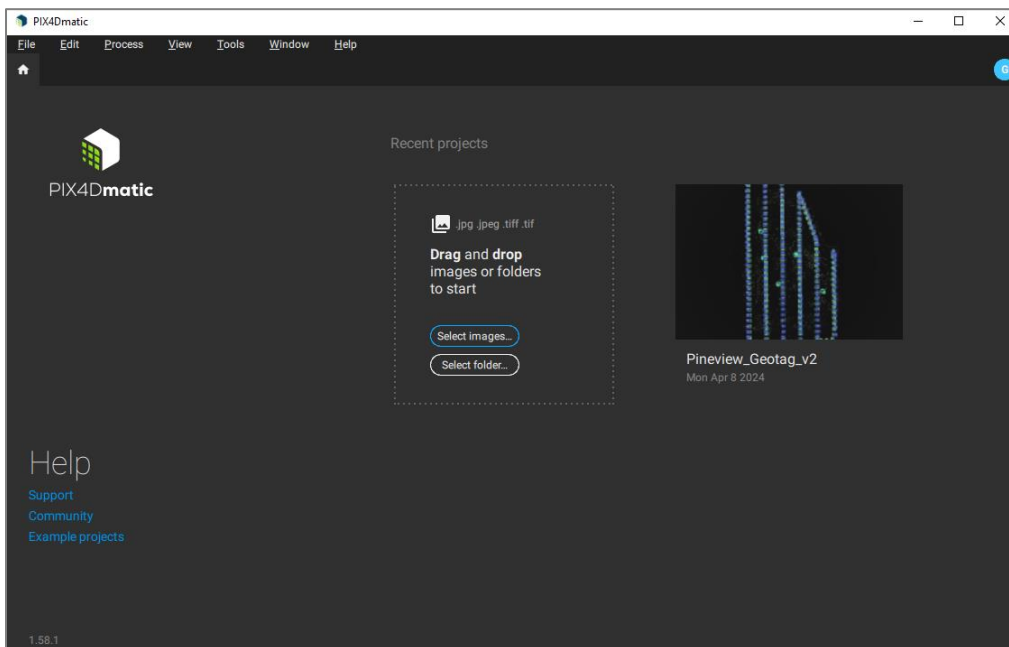 PIX4Dmatic
File Edit Process View Tools Window Help
G
PIX4Dmatic
Recent projects
.jpg .jpeg .tiff .tif
Drag and drop
images or folders
to start
Select images...
Select folder...
Pineview_Geotag_v2
Mon Apr 8 2024
Help
Support
Community
Example projects
1.58.1